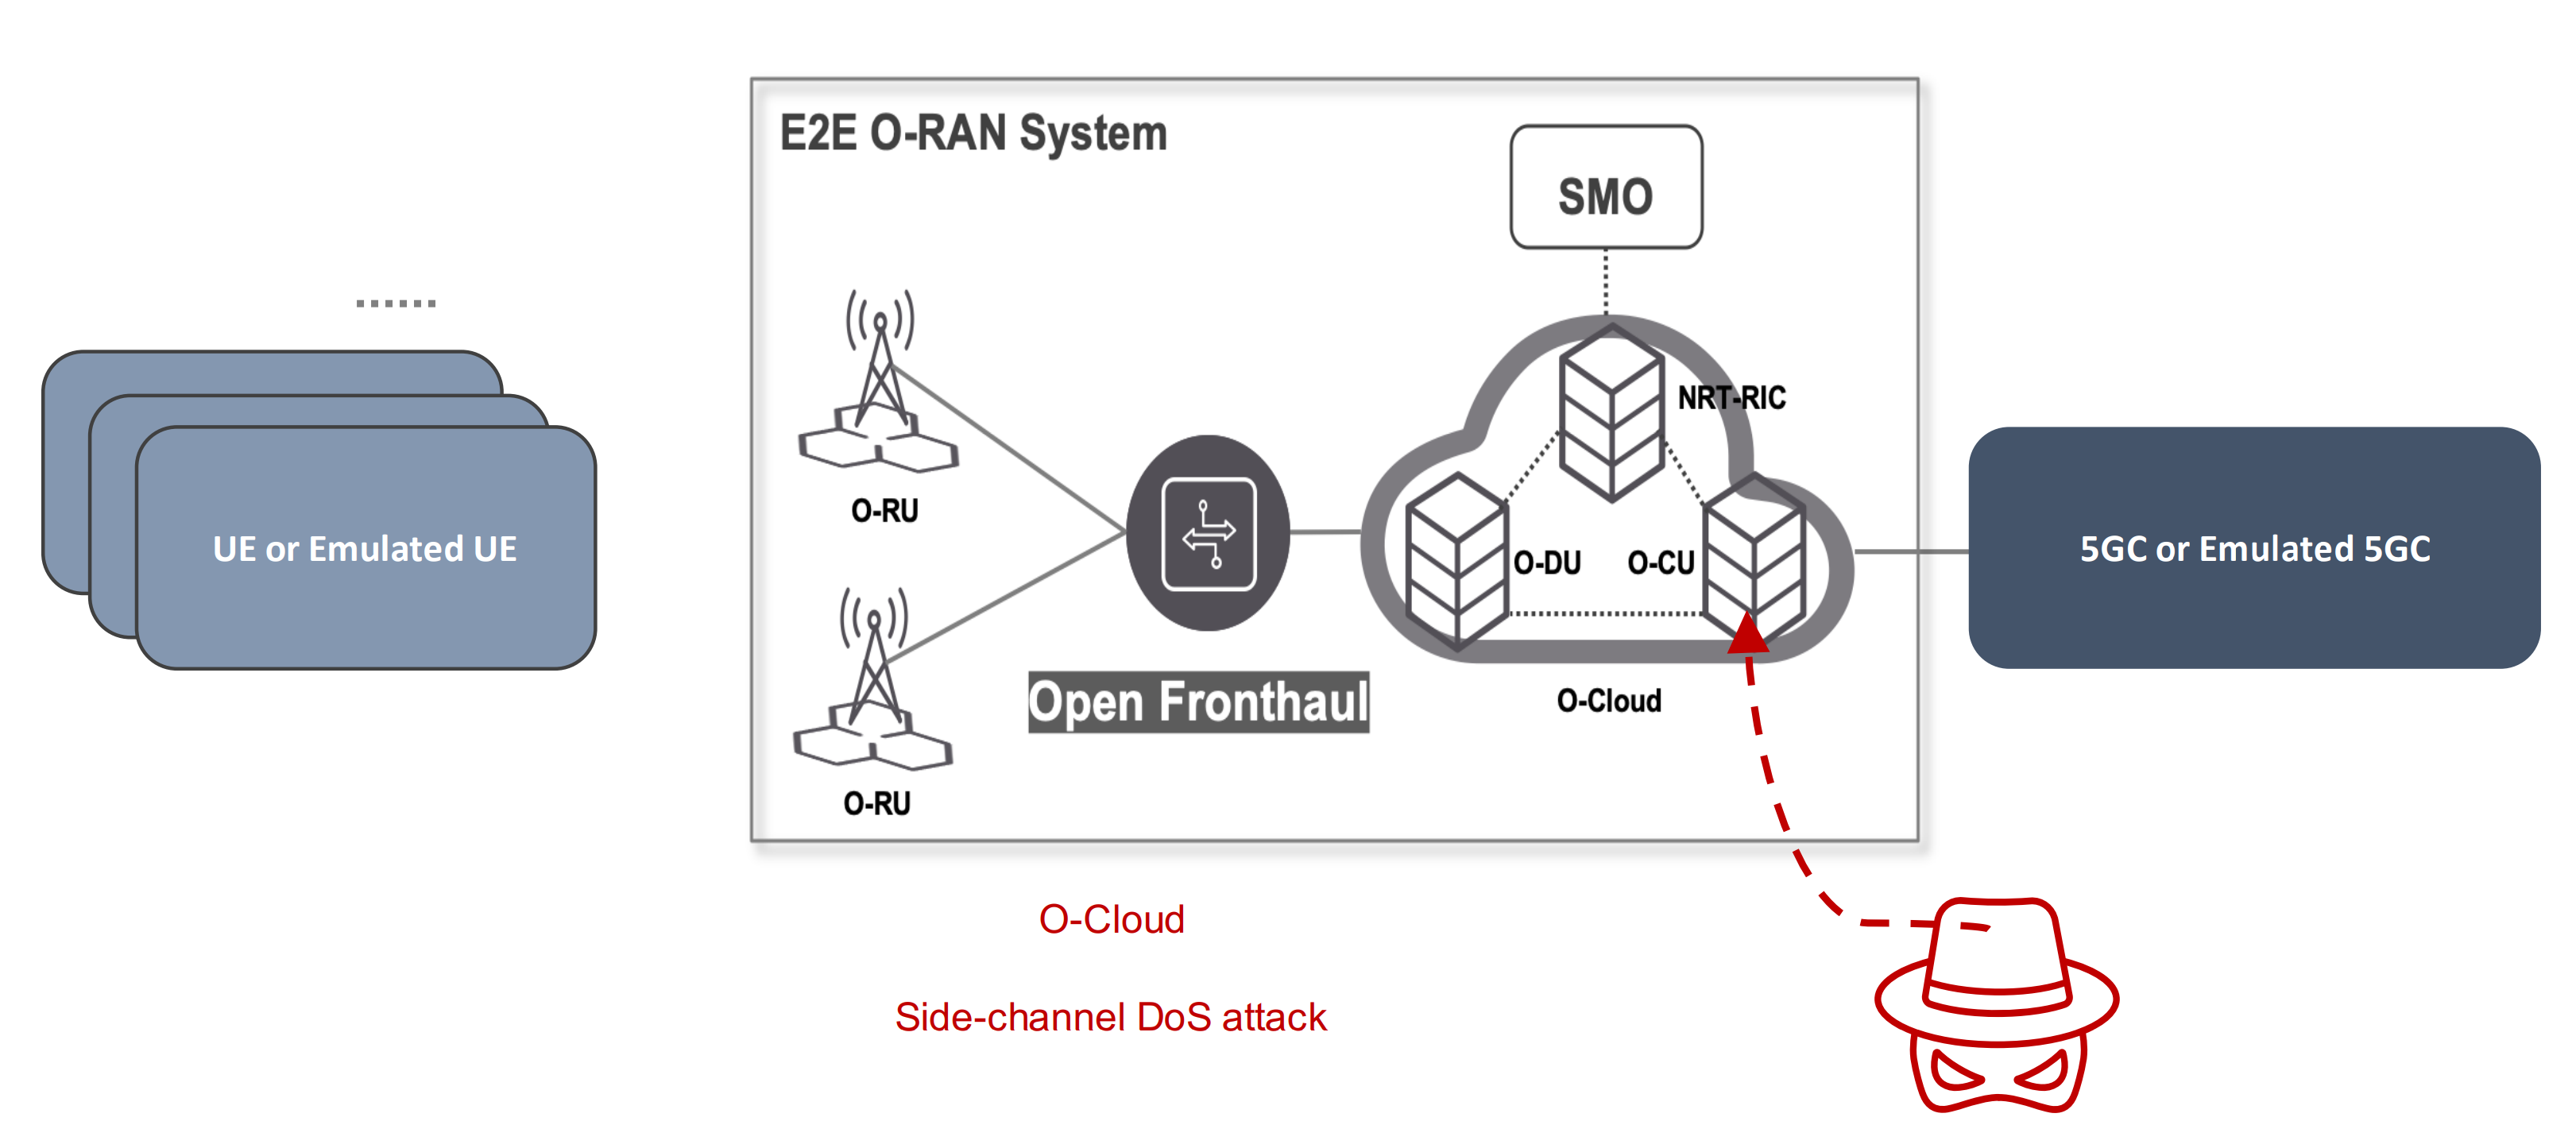 E2E O-RAN System
SMO
NRT-RIC
O-RU
UE or Emulated UE
O-DU
O-CU
5GC or Emulated 5GC
Open Fronthaul
O-Cloud
O-RU
O-Cloud
Side-channel DoS attack